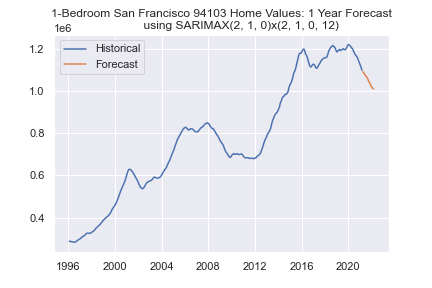 1-Bedroom San Francisco 94103 Home Values: 1 Year Forecast
using SARIMAX(2, 1, 0)x(2, 1, 0, 12)
1e6
Historical
Forecast
1.2
1.0
0.8
0.6
0.4
1996 2000 2004 2008 2012 2016 2020